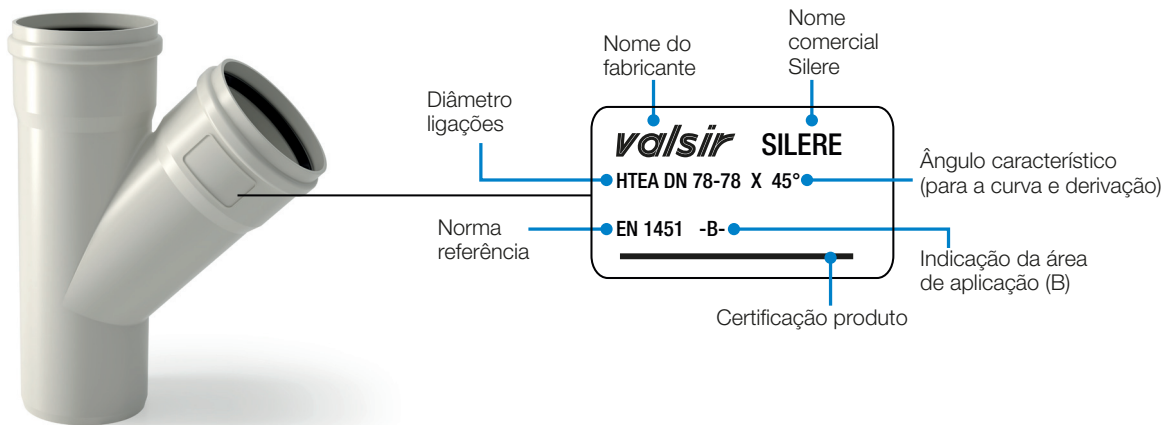 Nome do
fabricante
Nome
comercial
Silere
Diâmetro
ligações
valsir SILERE
HTEA DN 78-78 X 45°
Ângulo característico
(para a curva e derivação)
Norma
referência
EN 1451 -B-
Indicação da área
de aplicação (B)
Certificação produto